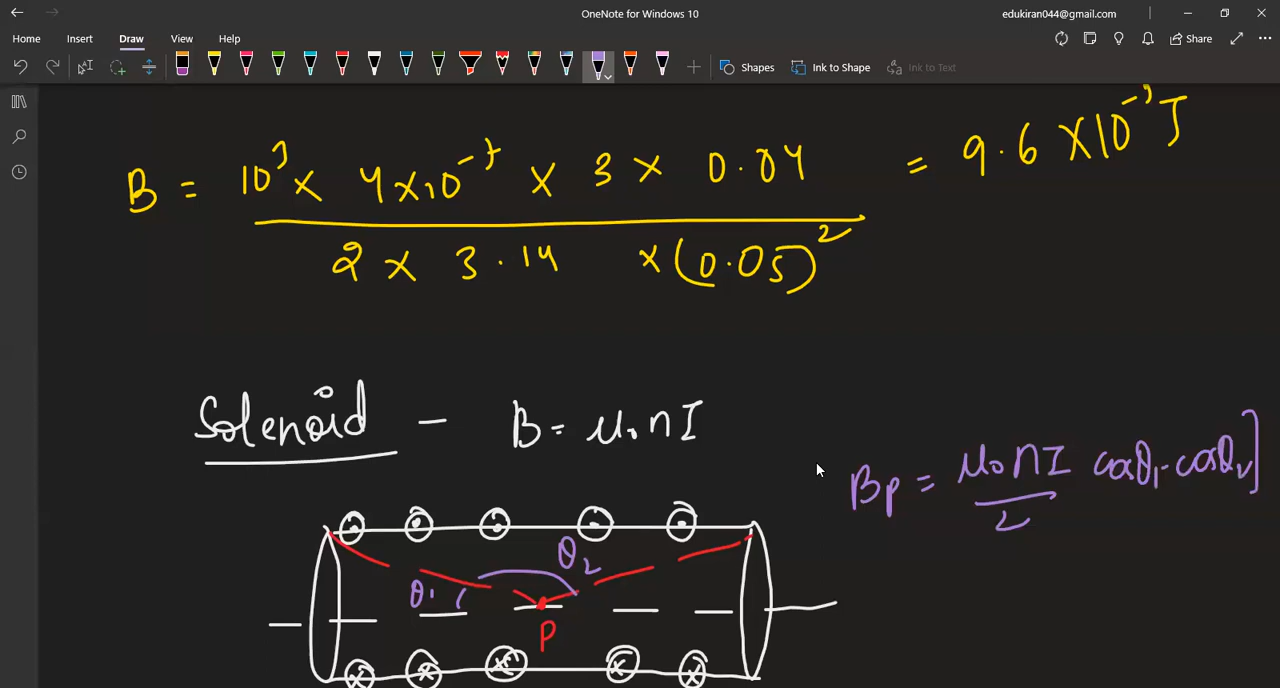 OneNote for Windows 10
edukiran044@gmail.com
Home Insert Draw View Help
Share
Shapes Ink to Shape Ink to Text
B = 10³ × 4×10⁻⁷ × 3 × 0.04 = 9.6 × 10⁻³ T
2 × 3.14 × (0.05)²
Solenoid - B = μ₀nI
Bp = μ₀nI cosθ₁ - cosθ₂]
2
θ₁ θ₂
P